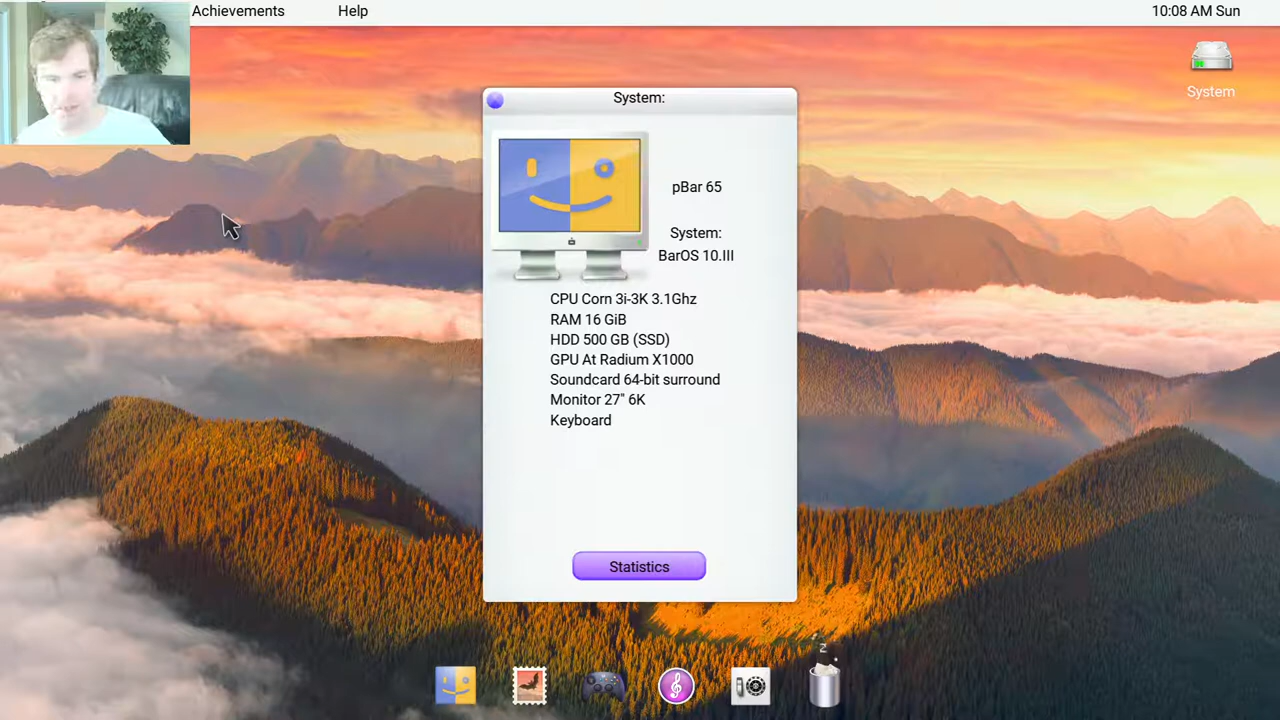 Achievements Help 10:08 AM Sun
System
System:
pBar 65
System:
BarOS 10.III
CPU Corn 3i-3K 3.1Ghz
RAM 16 GiB
HDD 500 GB (SSD)
GPU At Radium X1000
Soundcard 64-bit surround
Monitor 27" 6K
Keyboard
Statistics
z